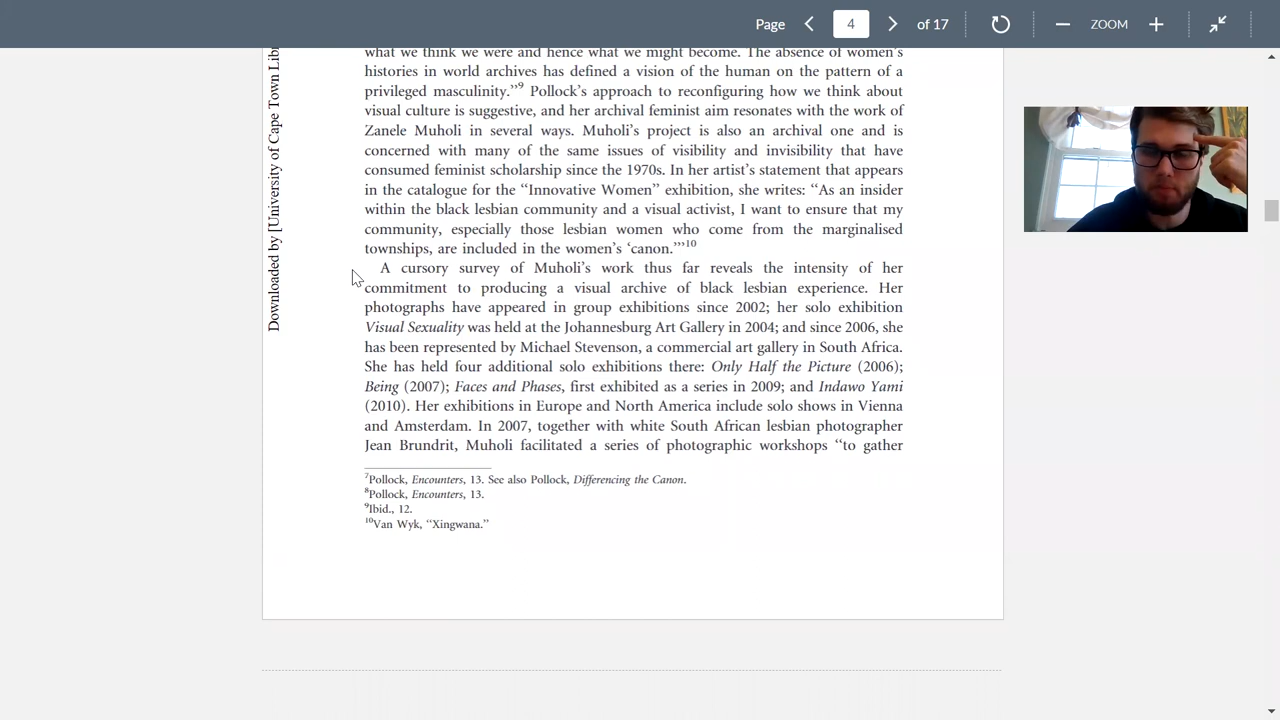 Page 4 of 17 ZOOM
Downloaded by [University of Cape Town Lib
what we think we were and hence what we might become. The absence of women's
histories in world archives has defined a vision of the human on the pattern of a
privileged masculinity.’’9 Pollock's approach to reconfiguring how we think about
visual culture is suggestive, and her archival feminist aim resonates with the work of
Zanele Muholi in several ways. Muholi's project is also an archival one and is
concerned with many of the same issues of visibility and invisibility that have
consumed feminist scholarship since the 1970s. In her artist's statement that appears
in the catalogue for the ‘‘Innovative Women’’ exhibition, she writes: ‘‘As an insider
within the black lesbian community and a visual activist, I want to ensure that my
community, especially those lesbian women who come from the marginalised
townships, are included in the women's ‘canon.’’’10
A cursory survey of Muholi's work thus far reveals the intensity of her
commitment to producing a visual archive of black lesbian experience. Her
photographs have appeared in group exhibitions since 2002; her solo exhibition
Visual Sexuality was held at the Johannesburg Art Gallery in 2004; and since 2006, she
has been represented by Michael Stevenson, a commercial art gallery in South Africa.
She has held four additional solo exhibitions there: Only Half the Picture (2006);
Being (2007); Faces and Phases, first exhibited as a series in 2009; and Indawo Yami
(2010). Her exhibitions in Europe and North America include solo shows in Vienna
and Amsterdam. In 2007, together with white South African lesbian photographer
Jean Brundrit, Muholi facilitated a series of photographic workshops ‘‘to gather
7Pollock, Encounters, 13. See also Pollock, Differencing the Canon.
8Pollock, Encounters, 13.
9Ibid., 12.
10Van Wyk, ‘‘Xingwana.’’